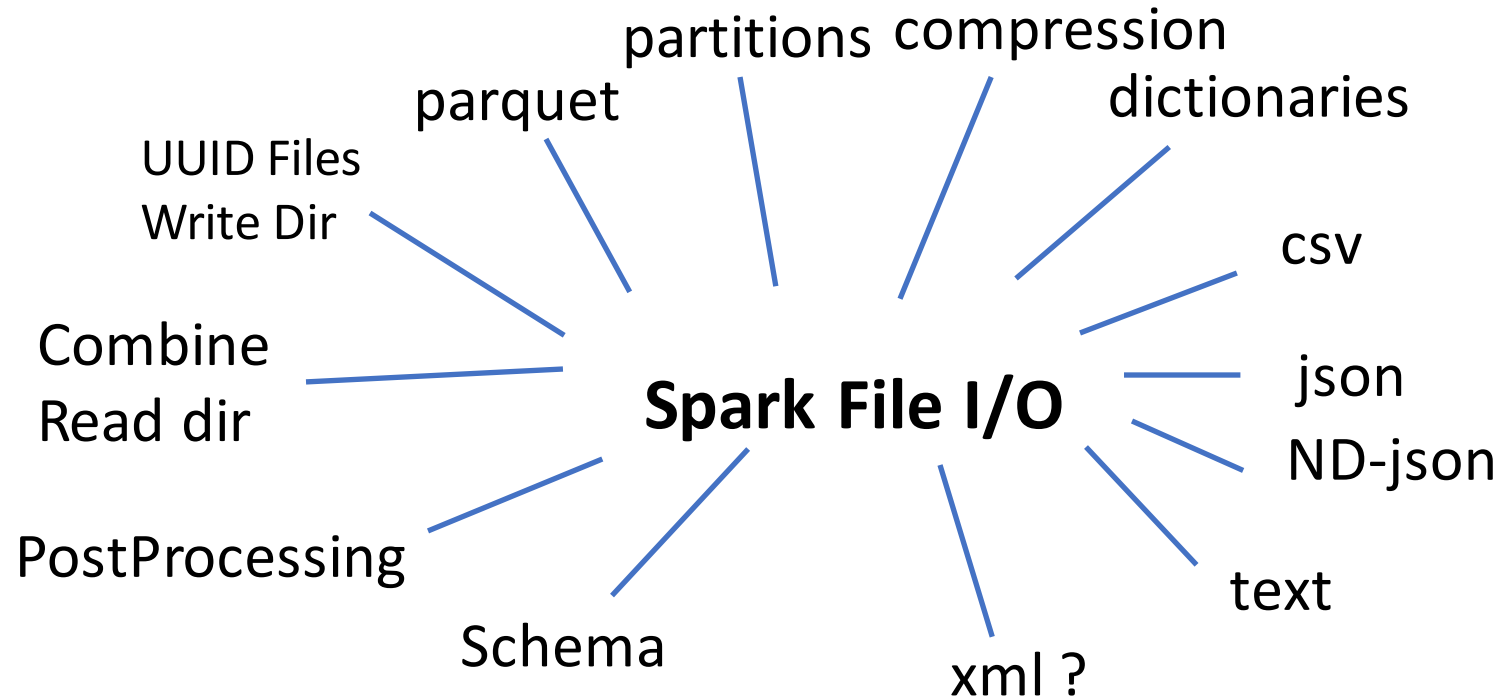 partitions
compression
parquet
dictionaries
UUID Files
Write Dir
csv
Combine
Read dir
Spark File I/O
json
ND-json
PostProcessing
text
Schema
xml ?